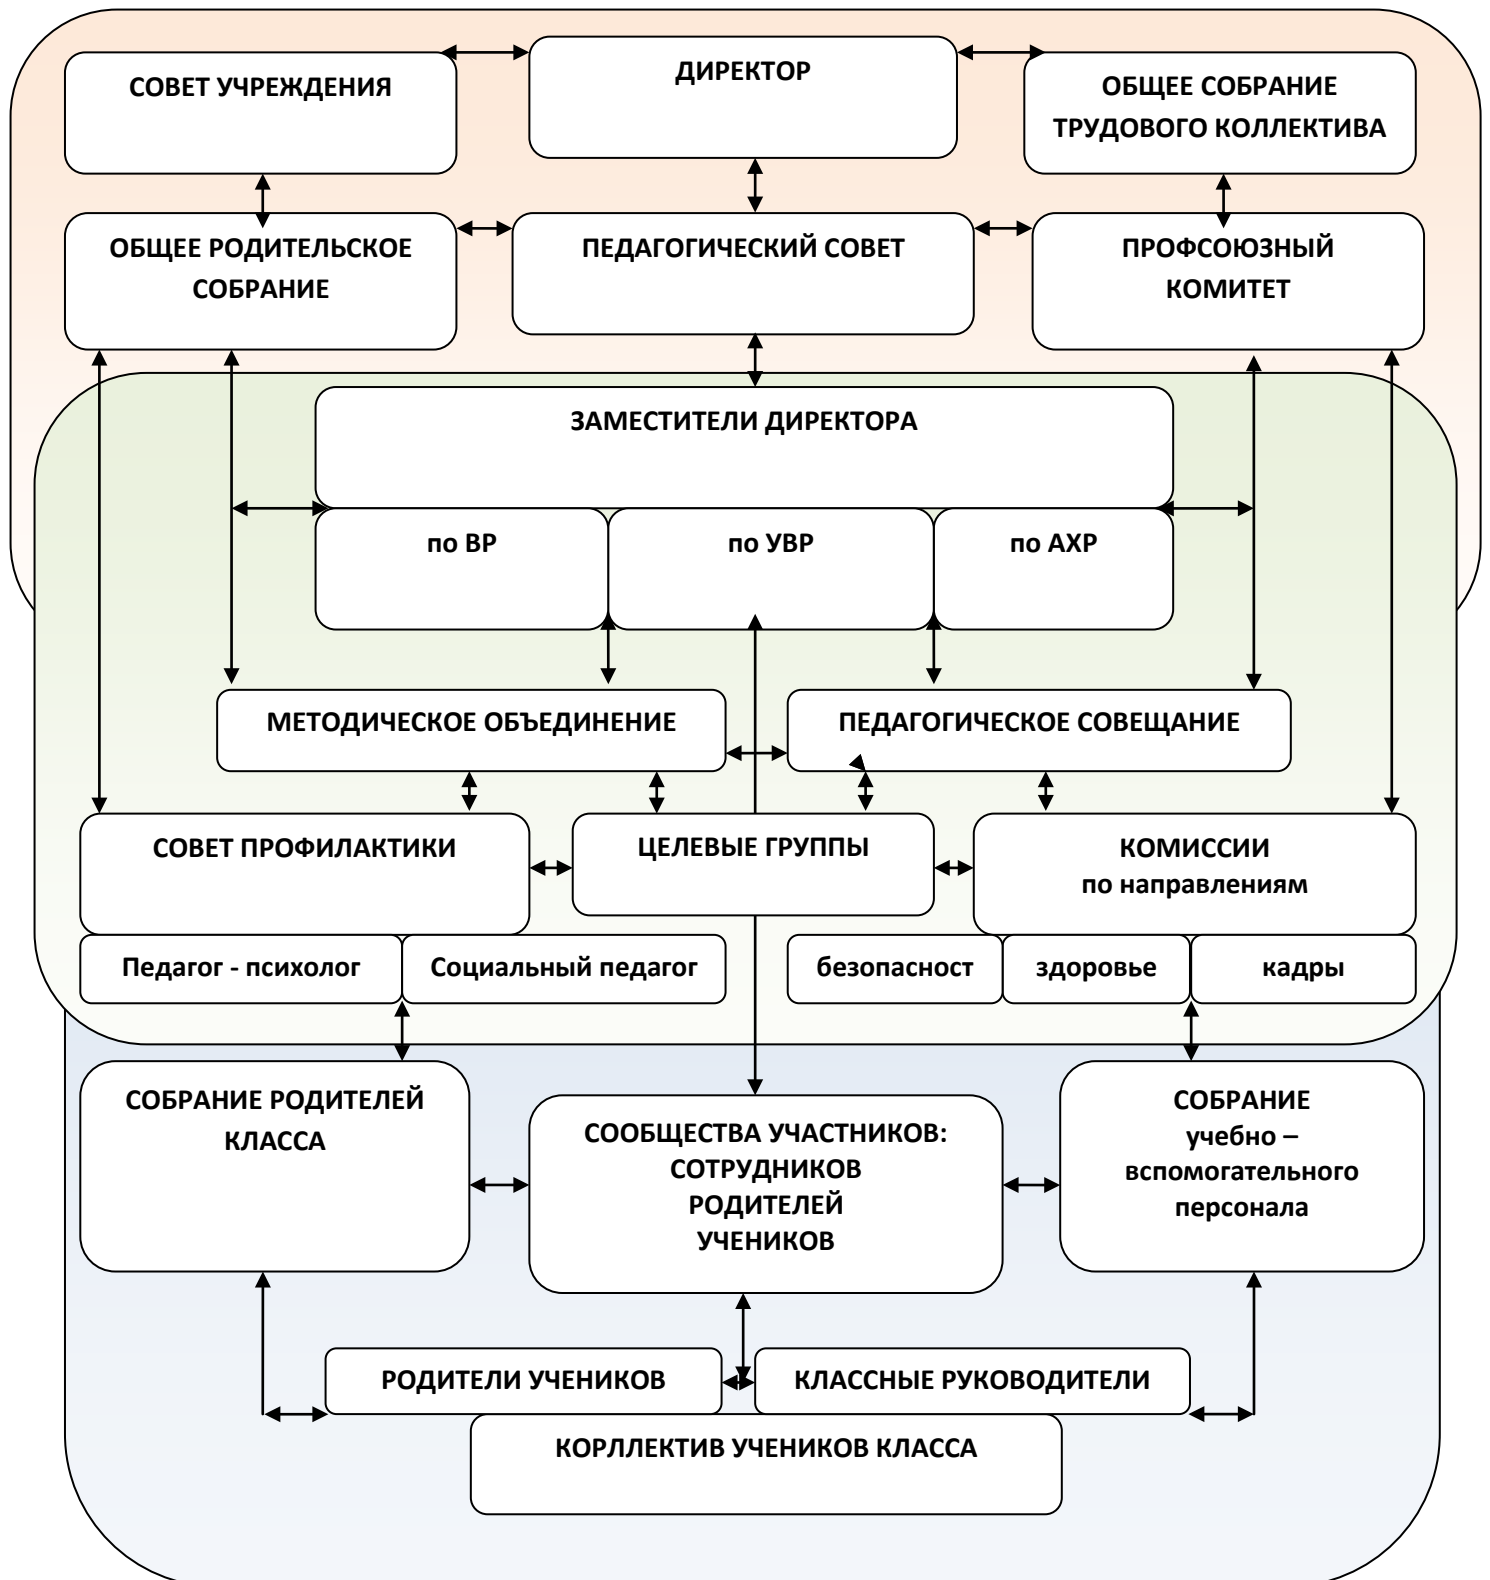 СОВЕТ УЧРЕЖДЕНИЯ
ДИРЕКТОР
ОБЩЕЕ СОБРАНИЕ
ТРУДОВОГО КОЛЛЕКТИВА
ОБЩЕЕ РОДИТЕЛЬСКОЕ
СОБРАНИЕ
ПЕДАГОГИЧЕСКИЙ СОВЕТ
ПРОФСОЮЗНЫЙ
КОМИТЕТ
ЗАМЕСТИТЕЛИ ДИРЕКТОРА
по ВР
по УВР
по АХР
МЕТОДИЧЕСКОЕ ОБЪЕДИНЕНИЕ
ПЕДАГОГИЧЕСКОЕ СОВЕЩАНИЕ
СОВЕТ ПРОФИЛАКТИКИ
ЦЕЛЕВЫЕ ГРУППЫ
КОМИССИИ
по направлениям
Педагог - психолог
Социальный педагог
безопасност
здоровье
кадры
СОБРАНИЕ РОДИТЕЛЕЙ
КЛАССА
СООБЩЕСТВА УЧАСТНИКОВ:
СОТРУДНИКОВ
РОДИТЕЛЕЙ
УЧЕНИКОВ
СОБРАНИЕ
учебно –
вспомогательного
персонала
РОДИТЕЛИ УЧЕНИКОВ
КЛАССНЫЕ РУКОВОДИТЕЛИ
КОРЛЛЕКТИВ УЧЕНИКОВ КЛАССА